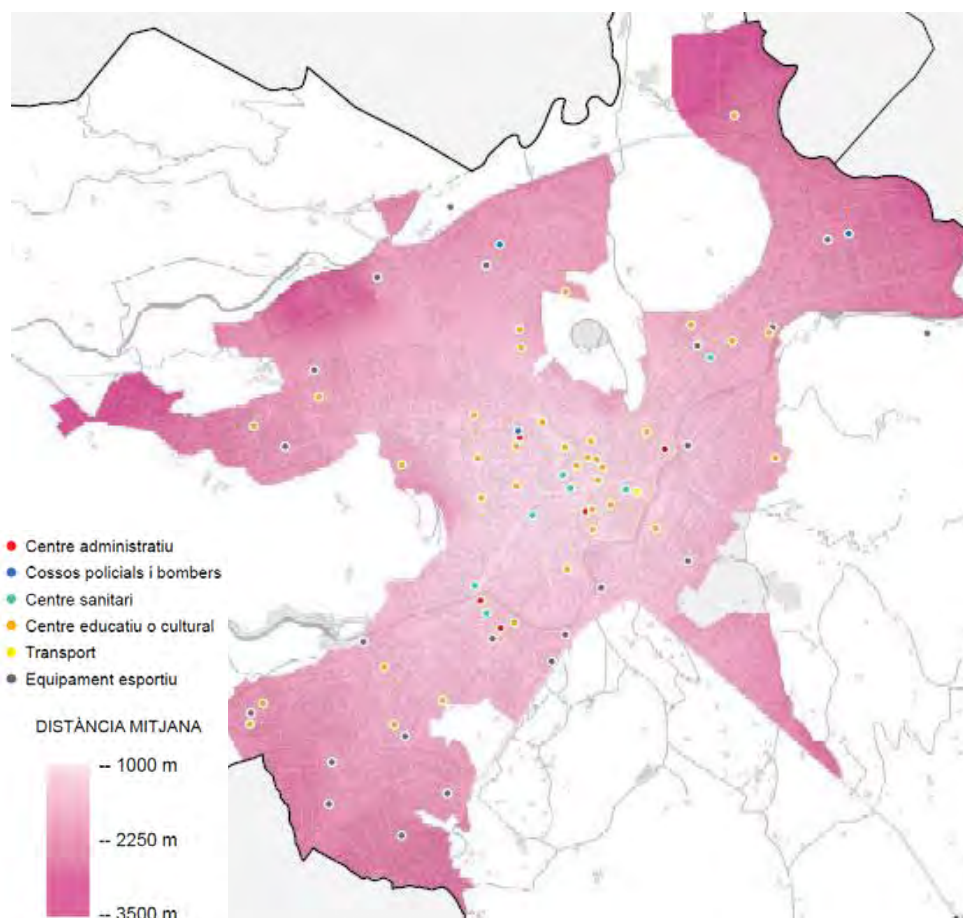 Centre administratiu
Cossos policials i bombers
Centre sanitari
Centre educatiu o cultural
Transport
Equipament esportiu
DISTÀNCIA MITJANA
-- 1000 m
-- 2250 m
-- 3500 m